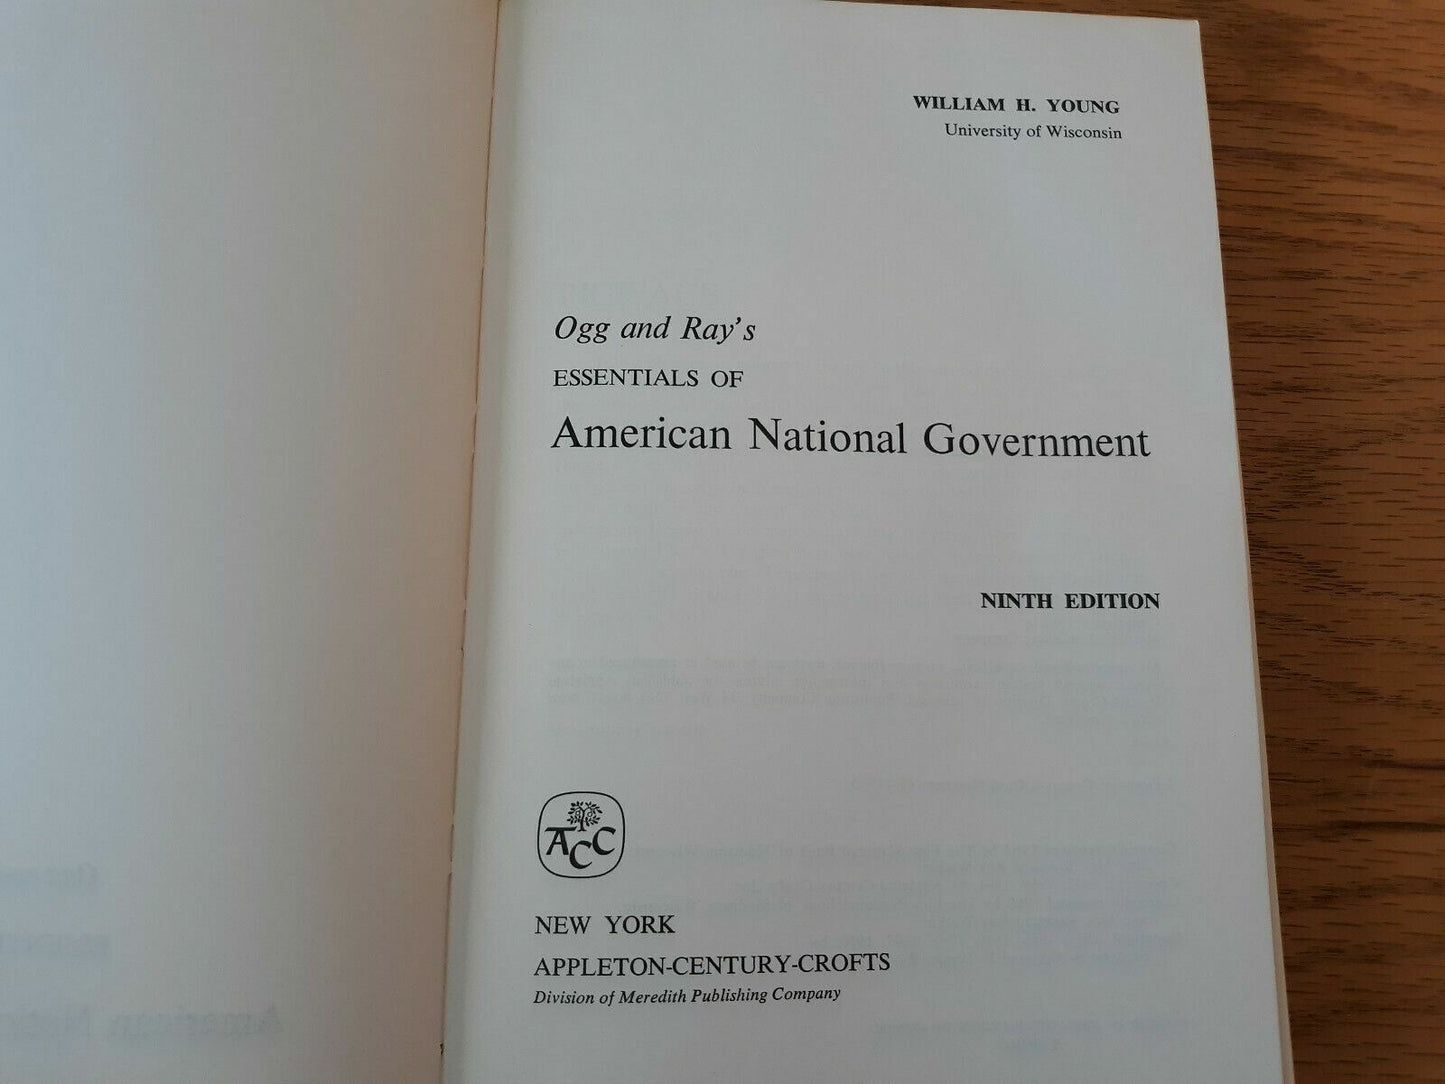 WILLIAM H. YOUNG
University of Wisconsin
Ogg and Ray's
ESSENTIALS OF
American National Government
NINTH EDITION
ACC
NEW YORK
APPLETON-CENTURY-CROFTS
Division of Meredith Publishing Company